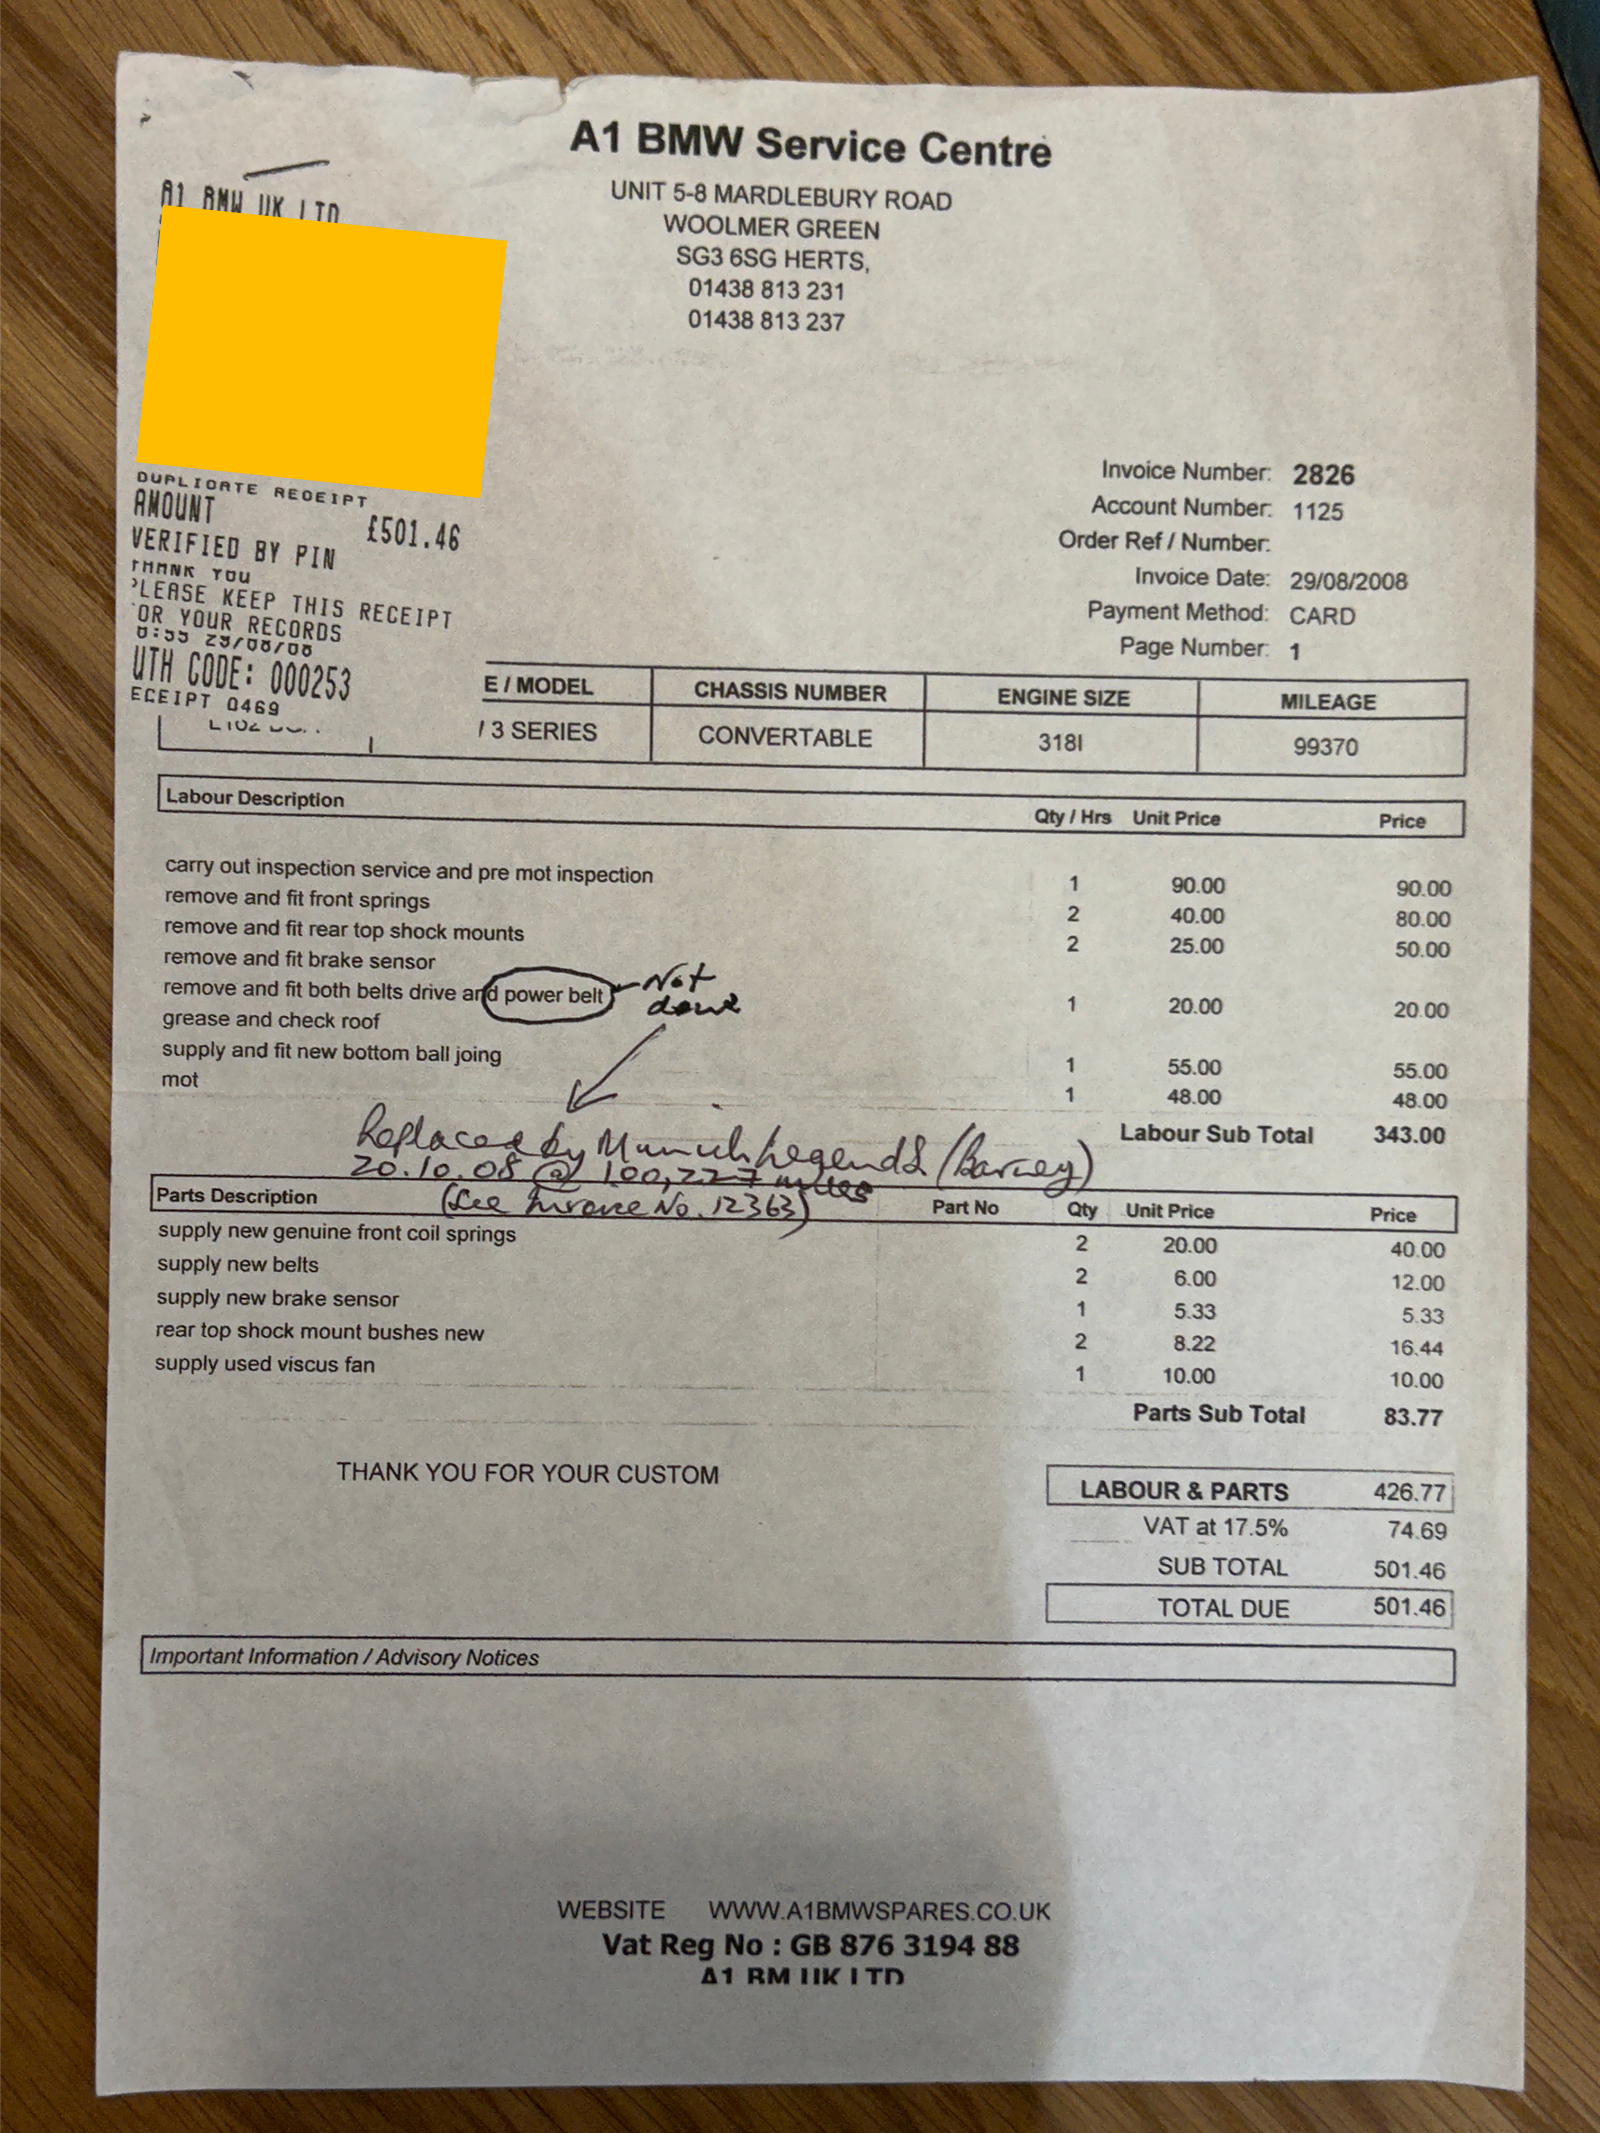 A1 BMW Service Centre
UNIT 5-8 MARDLEBURY ROAD
WOOLMER GREEN
SG3 6SG HERTS,
01438 813 231
01438 813 237
A1 BMW UK LTD
DUPLICATE RECEIPT
AMOUNT £501.46
VERIFIED BY PIN
THANK YOU
PLEASE KEEP THIS RECEIPT
OR YOUR RECORDS
29/08/08
UTH CODE: 000253
ECEIPT 0469
Invoice Number: 2826
Account Number: 1125
Order Ref / Number:
Invoice Date: 29/08/2008
Payment Method: CARD
Page Number: 1
E / MODEL CHASSIS NUMBER ENGINE SIZE MILEAGE
/ 3 SERIES CONVERTABLE 318I 99370
Labour Description Qty / Hrs Unit Price Price
carry out inspection service and pre mot inspection 1 90.00 90.00
remove and fit front springs 2 40.00 80.00
remove and fit rear top shock mounts 2 25.00 50.00
remove and fit brake sensor
remove and fit both belts drive and power belt 1 20.00 20.00
Not
done
grease and check roof
supply and fit new bottom ball joing 1 55.00 55.00
mot 1 48.00 48.00
Labour Sub Total 343.00
Replaced by Munich Legends (Barney)
20.10.08 @ 100,227 miles
(See Invoice No. 12363)
Parts Description Part No Qty Unit Price Price
supply new genuine front coil springs 2 20.00 40.00
supply new belts 2 6.00 12.00
supply new brake sensor 1 5.33 5.33
rear top shock mount bushes new 2 8.22 16.44
supply used viscus fan 1 10.00 10.00
Parts Sub Total 83.77
THANK YOU FOR YOUR CUSTOM
LABOUR & PARTS 426.77
VAT at 17.5% 74.69
SUB TOTAL 501.46
TOTAL DUE 501.46
Important Information / Advisory Notices
WEBSITE WWW.A1BMWSPARES.CO.UK
Vat Reg No : GB 876 3194 88
A1 BM UK LTD